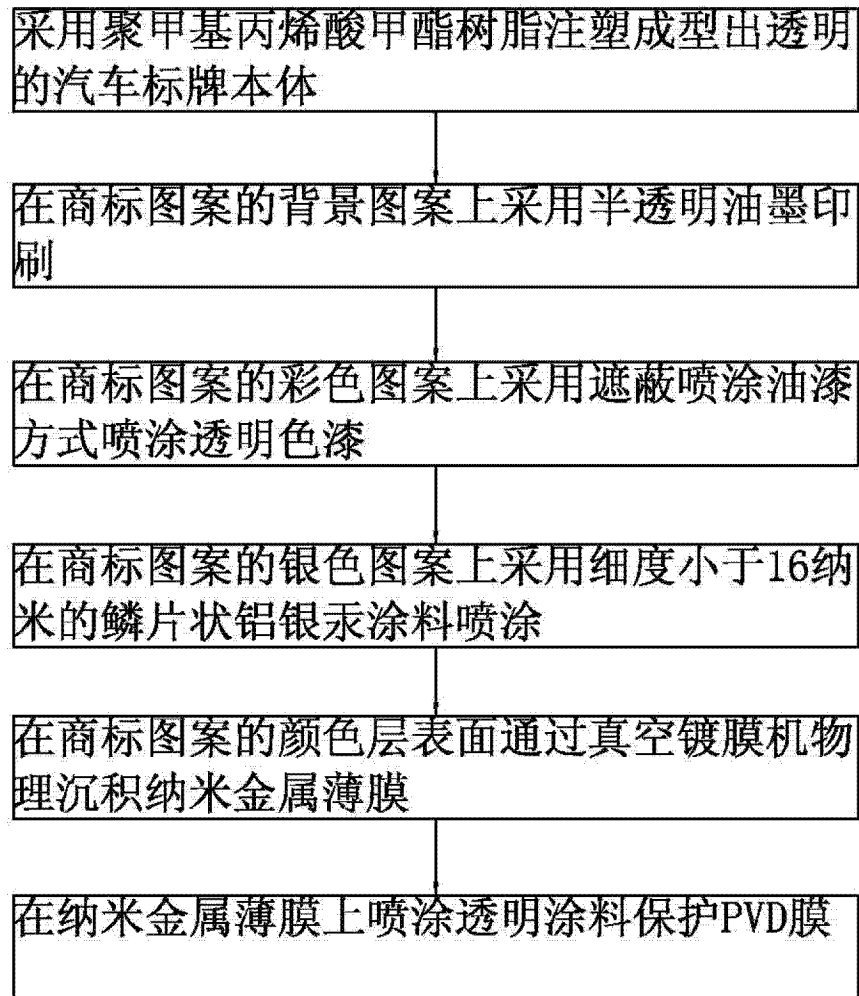 采用聚甲基丙烯酸甲酯树脂注塑成型出透明
的汽车标牌本体
在商标图案的背景图案上采用半透明油墨印
刷
在商标图案的彩色图案上采用遮蔽喷涂油漆
方式喷涂透明色漆
在商标图案的银色图案上采用细度小于16纳
米的鳞片状铝银汞涂料喷涂
在商标图案的颜色层表面通过真空镀膜机物
理沉积纳米金属薄膜
在纳米金属薄膜上喷涂透明涂料保护PVD膜